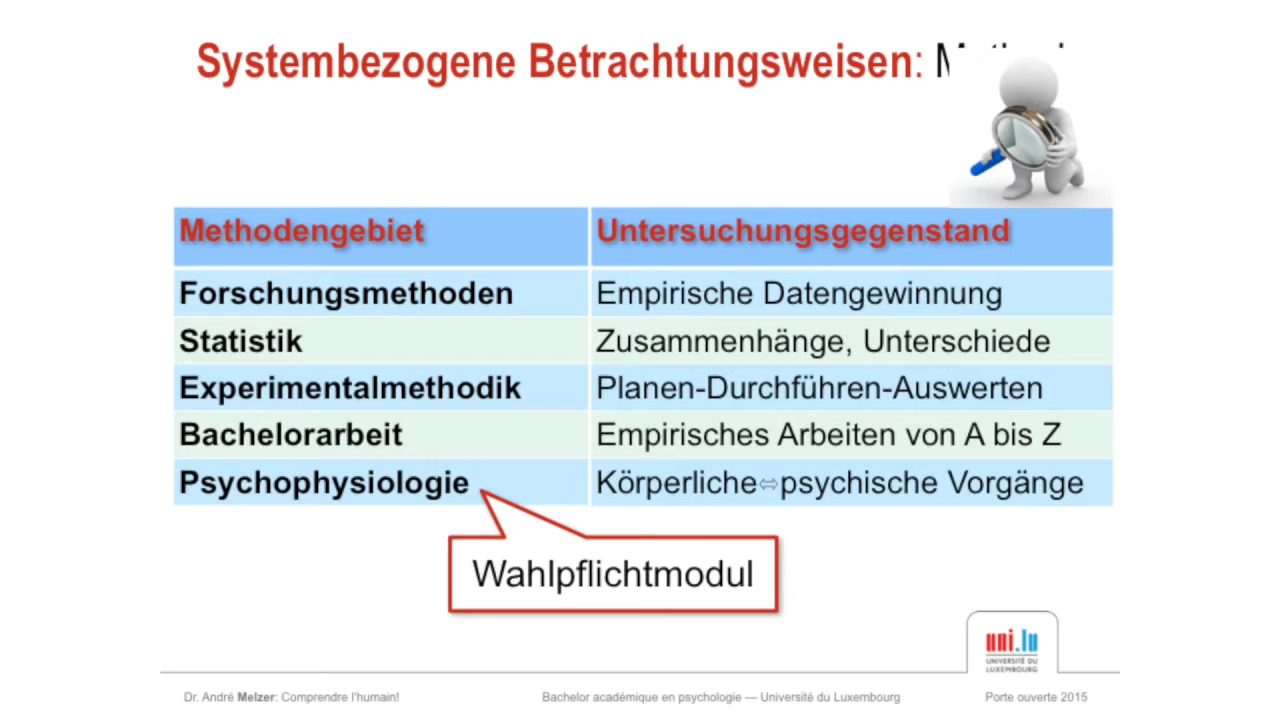 Systembezogene Betrachtungsweisen:
Methodengebiet Untersuchungsgegenstand
Forschungsmethoden Empirische Datengewinnung
Statistik Zusammenhänge, Unterschiede
Experimentalmethodik Planen-Durchführen-Auswerten
Bachelorarbeit Empirisches Arbeiten von A bis Z
Psychophysiologie Körperliche⇔psychische Vorgänge
Wahlpflichtmodul
uni.lu
UNIVERSITÉ DU
LUXEMBOURG
Dr. André Melzer: Comprendre l'humain! Bachelor académique en psychologie — Université du Luxembourg Porte ouverte 2015